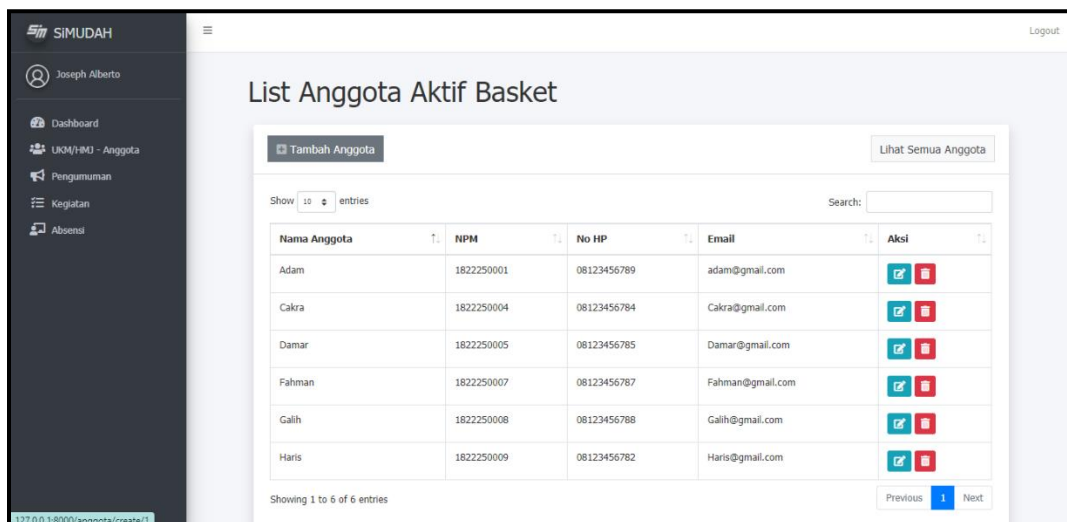 Sim SiMUDAH
Logout
Joseph Alberto
Dashboard
UKM/HMJ - Anggota
Pengumuman
Kegiatan
Absensi
List Anggota Aktif Basket
Tambah Anggota
Lihat Semua Anggota
Show 10 entries
Search:
Nama Anggota NPM No HP Email Aksi
Adam 1822250001 08123456789 adam@gmail.com
Cakra 1822250004 08123456784 Cakra@gmail.com
Damar 1822250005 08123456785 Damar@gmail.com
Fahman 1822250007 08123456787 Fahman@gmail.com
Galih 1822250008 08123456788 Galih@gmail.com
Haris 1822250009 08123456782 Haris@gmail.com
Showing 1 to 6 of 6 entries
Previous 1 Next
127.0.0.1:8000/anggota/create/1